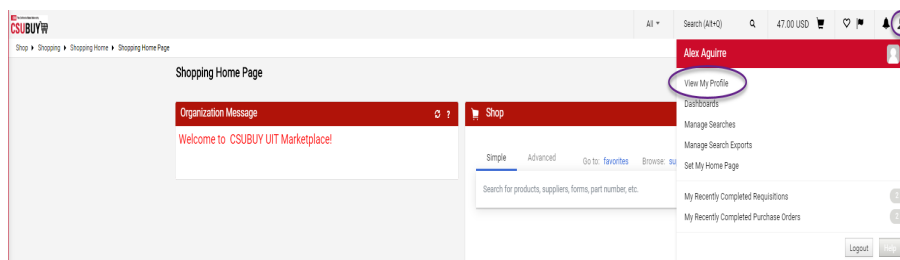 CSUBUY
All
Search (Alt+Q)
47.00 USD
Shop Shopping Shopping Home Shopping Home Page
Alex Aguirre
Shopping Home Page
View My Profile
Dashboards
Organization Message ?
Shop
Manage Searches
Welcome to CSUBUY UIT Marketplace!
Manage Search Exports
Simple Advanced Go to: favorites Browse: su
Set My Home Page
Search for products, suppliers, forms, part number, etc.
My Recently Completed Requisitions
My Recently Completed Purchase Orders
Logout Help